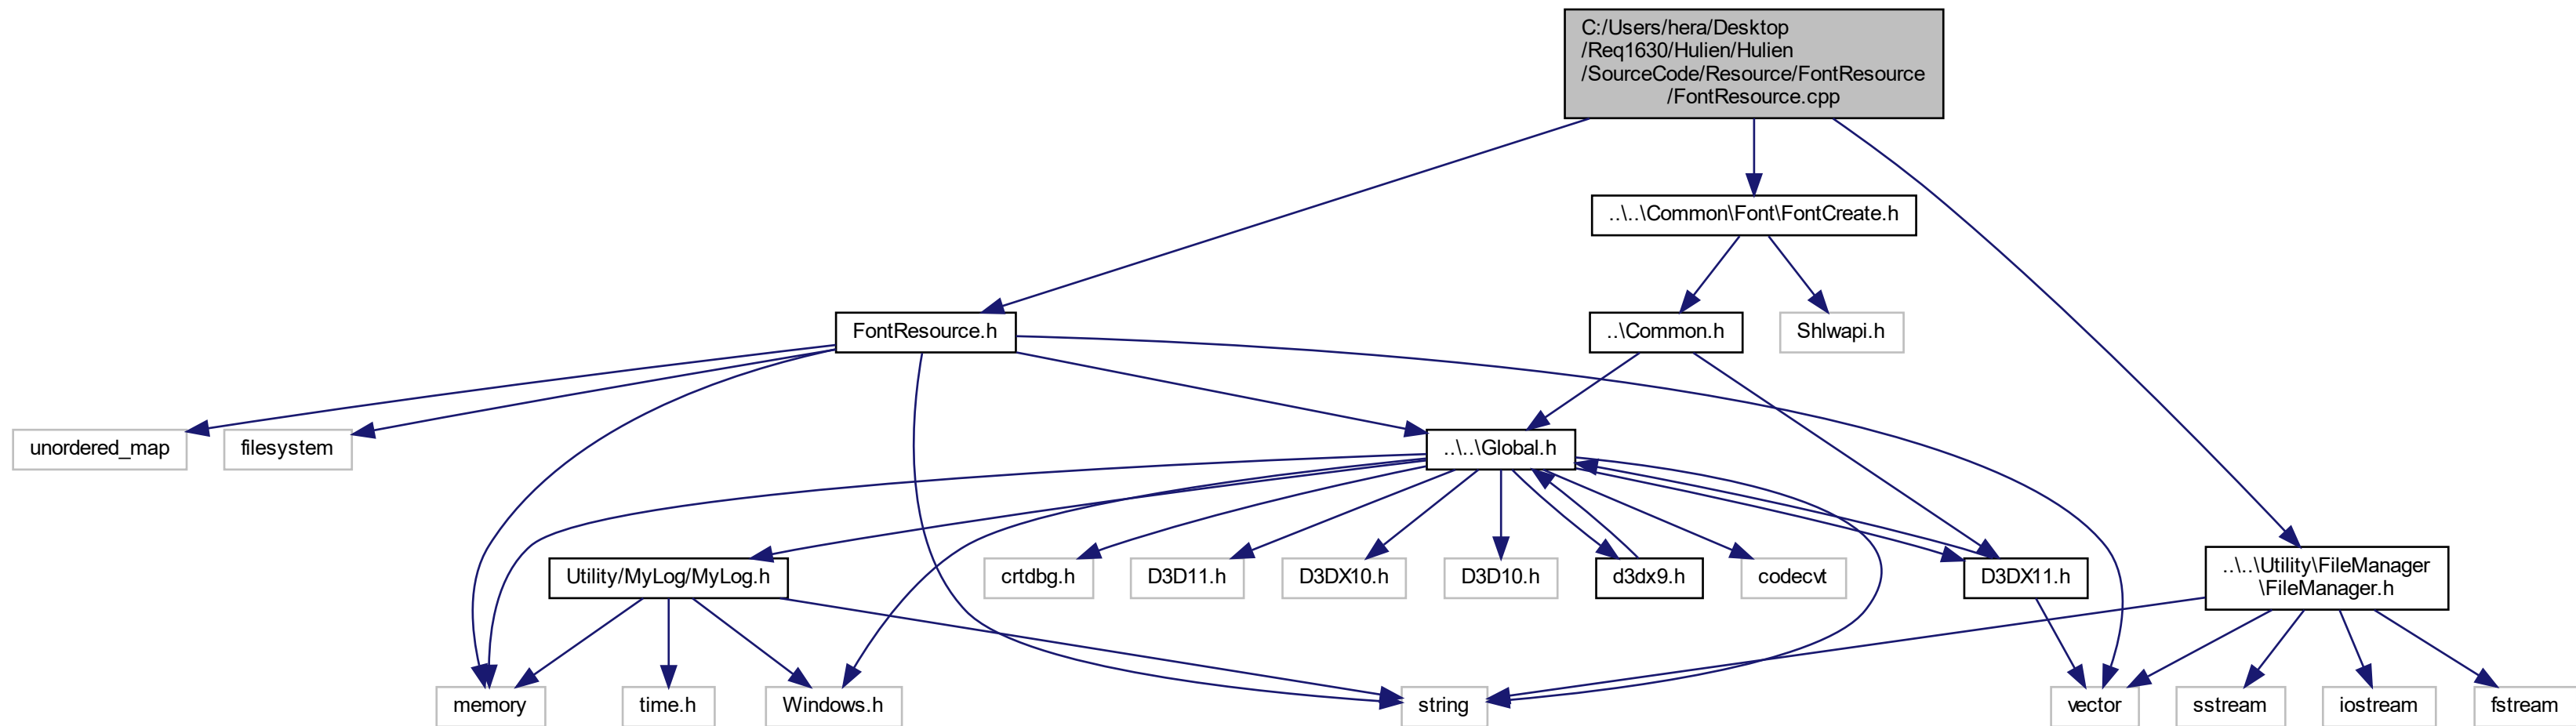 C:/Users/hera/Desktop
/Req1630/Hulien/Hulien
/SourceCode/Resource/FontResource
/FontResource.cpp
..\..\Common\Font\FontCreate.h
FontResource.h
..\Common.h
Shlwapi.h
unordered_map
filesystem
..\..\Global.h
Utility/MyLog/MyLog.h
crtdbg.h
D3D11.h
D3DX10.h
D3D10.h
d3dx9.h
codecvt
D3DX11.h
..\..\Utility\FileManager
\FileManager.h
memory
time.h
Windows.h
string
vector
sstream
iostream
fstream